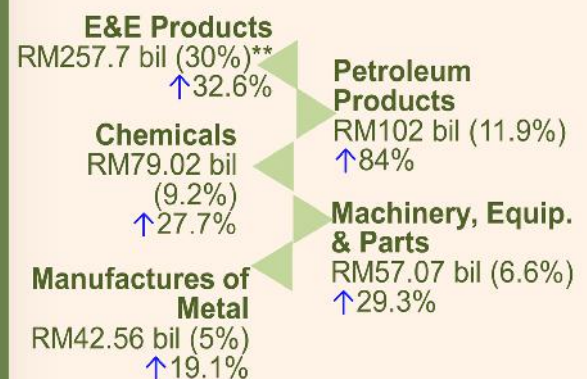 E&E Products
RM257.7 bil (30%)**
↑32.6%
Petroleum
Products
RM102 bil (11.9%)
↑84%
Chemicals
RM79.02 bil
(9.2%)
↑27.7%
Machinery, Equip.
& Parts
RM57.07 bil (6.6%)
↑29.3%
Manufactures of
Metal
RM42.56 bil (5%)
↑19.1%